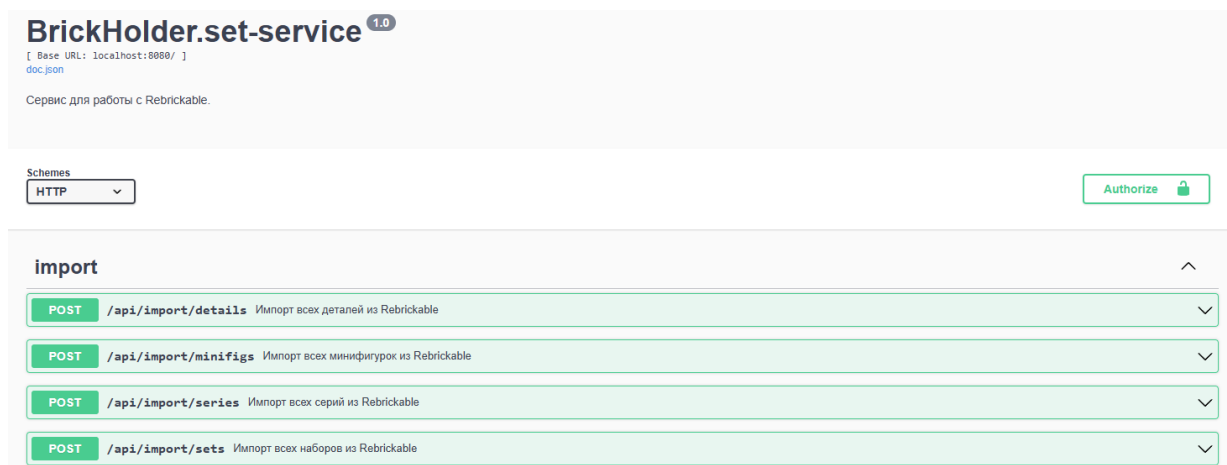 BrickHolder.set-service 1.0
[ Base URL: localhost:8080/ ]
doc.json
Сервис для работы с Rebrickable.
Schemes
HTTP
Authorize
import
POST /api/import/details Импорт всех деталей из Rebrickable
POST /api/import/minifigs Импорт всех минифигурок из Rebrickable
POST /api/import/series Импорт всех серий из Rebrickable
POST /api/import/sets Импорт всех наборов из Rebrickable